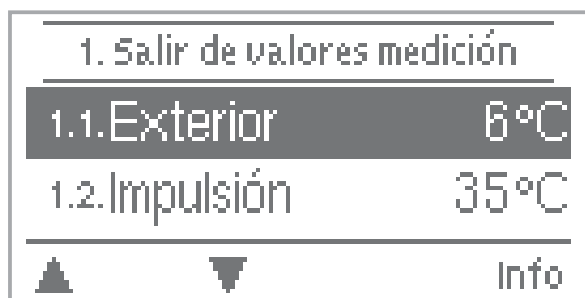 1. Salir de valores medición
1.1.Exterior 6°C
1.2.Impulsión 35°C
▲ ▼ Info